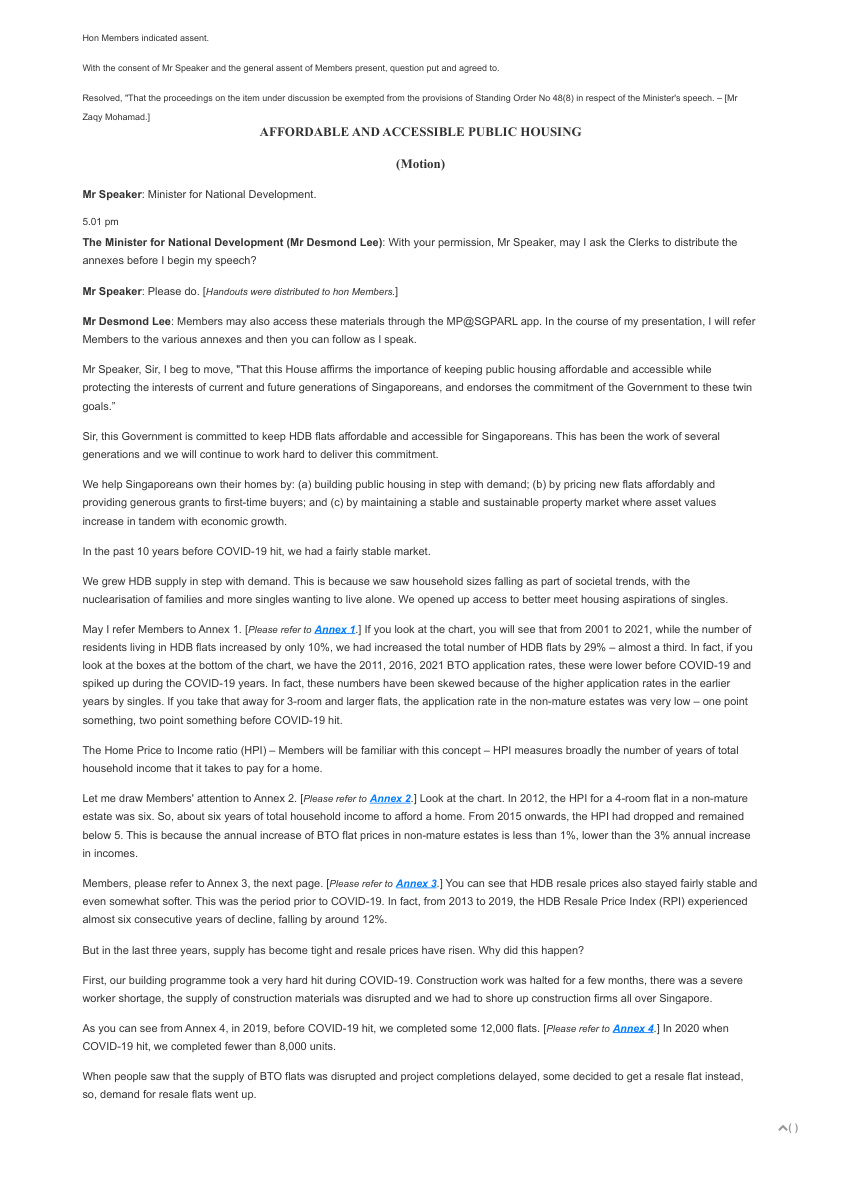 Hon Members indicated assent.
With the consent of Mr Speaker and the general assent of Members present, question put and agreed to.
Resolved, "That the proceedings on the item under discussion be exempted from the provisions of Standing Order No 48(8) in respect of the Minister's speech. – [Mr
Zaqy Mohamad.]
AFFORDABLE AND ACCESSIBLE PUBLIC HOUSING
(Motion)
Mr Speaker: Minister for National Development.
5.01 pm
The Minister for National Development (Mr Desmond Lee): With your permission, Mr Speaker, may I ask the Clerks to distribute the
annexes before I begin my speech?
Mr Speaker: Please do. [Handouts were distributed to hon Members.]
Mr Desmond Lee: Members may also access these materials through the MP@SGPARL app. In the course of my presentation, I will refer
Members to the various annexes and then you can follow as I speak.
Mr Speaker, Sir, I beg to move, "That this House affirms the importance of keeping public housing affordable and accessible while
protecting the interests of current and future generations of Singaporeans, and endorses the commitment of the Government to these twin
goals."
Sir, this Government is committed to keep HDB flats affordable and accessible for Singaporeans. This has been the work of several
generations and we will continue to work hard to deliver this commitment.
We help Singaporeans own their homes by: (a) building public housing in step with demand; (b) by pricing new flats affordably and
providing generous grants to first-time buyers; and (c) by maintaining a stable and sustainable property market where asset values
increase in tandem with economic growth.
In the past 10 years before COVID-19 hit, we had a fairly stable market.
We grew HDB supply in step with demand. This is because we saw household sizes falling as part of societal trends, with the
nuclearisation of families and more singles wanting to live alone. We opened up access to better meet housing aspirations of singles.
May I refer Members to Annex 1. [Please refer to Annex 1.] If you look at the chart, you will see that from 2001 to 2021, while the number of
residents living in HDB flats increased by only 10%, we had increased the total number of HDB flats by 29% – almost a third. In fact, if you
look at the boxes at the bottom of the chart, we have the 2011, 2016, 2021 BTO application rates, these were lower before COVID-19 and
spiked up during the COVID-19 years. In fact, these numbers have been skewed because of the higher application rates in the earlier
years by singles. If you take that away for 3-room and larger flats, the application rate in the non-mature estates was very low – one point
something, two point something before COVID-19 hit.
The Home Price to Income ratio (HPI) – Members will be familiar with this concept – HPI measures broadly the number of years of total
household income that it takes to pay for a home.
Let me draw Members' attention to Annex 2. [Please refer to Annex 2.] Look at the chart. In 2012, the HPI for a 4-room flat in a non-mature
estate was six. So, about six years of total household income to afford a home. From 2015 onwards, the HPI had dropped and remained
below 5. This is because the annual increase of BTO flat prices in non-mature estates is less than 1%, lower than the 3% annual increase
in incomes.
Members, please refer to Annex 3, the next page. [Please refer to Annex 3.] You can see that HDB resale prices also stayed fairly stable and
even somewhat softer. This was the period prior to COVID-19. In fact, from 2013 to 2019, the HDB Resale Price Index (RPI) experienced
almost six consecutive years of decline, falling by around 12%.
But in the last three years, supply has become tight and resale prices have risen. Why did this happen?
First, our building programme took a very hard hit during COVID-19. Construction work was halted for a few months, there was a severe
worker shortage, the supply of construction materials was disrupted and we had to shore up construction firms all over Singapore.
As you can see from Annex 4, in 2019, before COVID-19 hit, we completed some 12,000 flats. [Please refer to Annex 4.] In 2020 when
COVID-19 hit, we completed fewer than 8,000 units.
When people saw that the supply of BTO flats was disrupted and project completions delayed, some decided to get a resale flat instead,
so, demand for resale flats went up.
( )